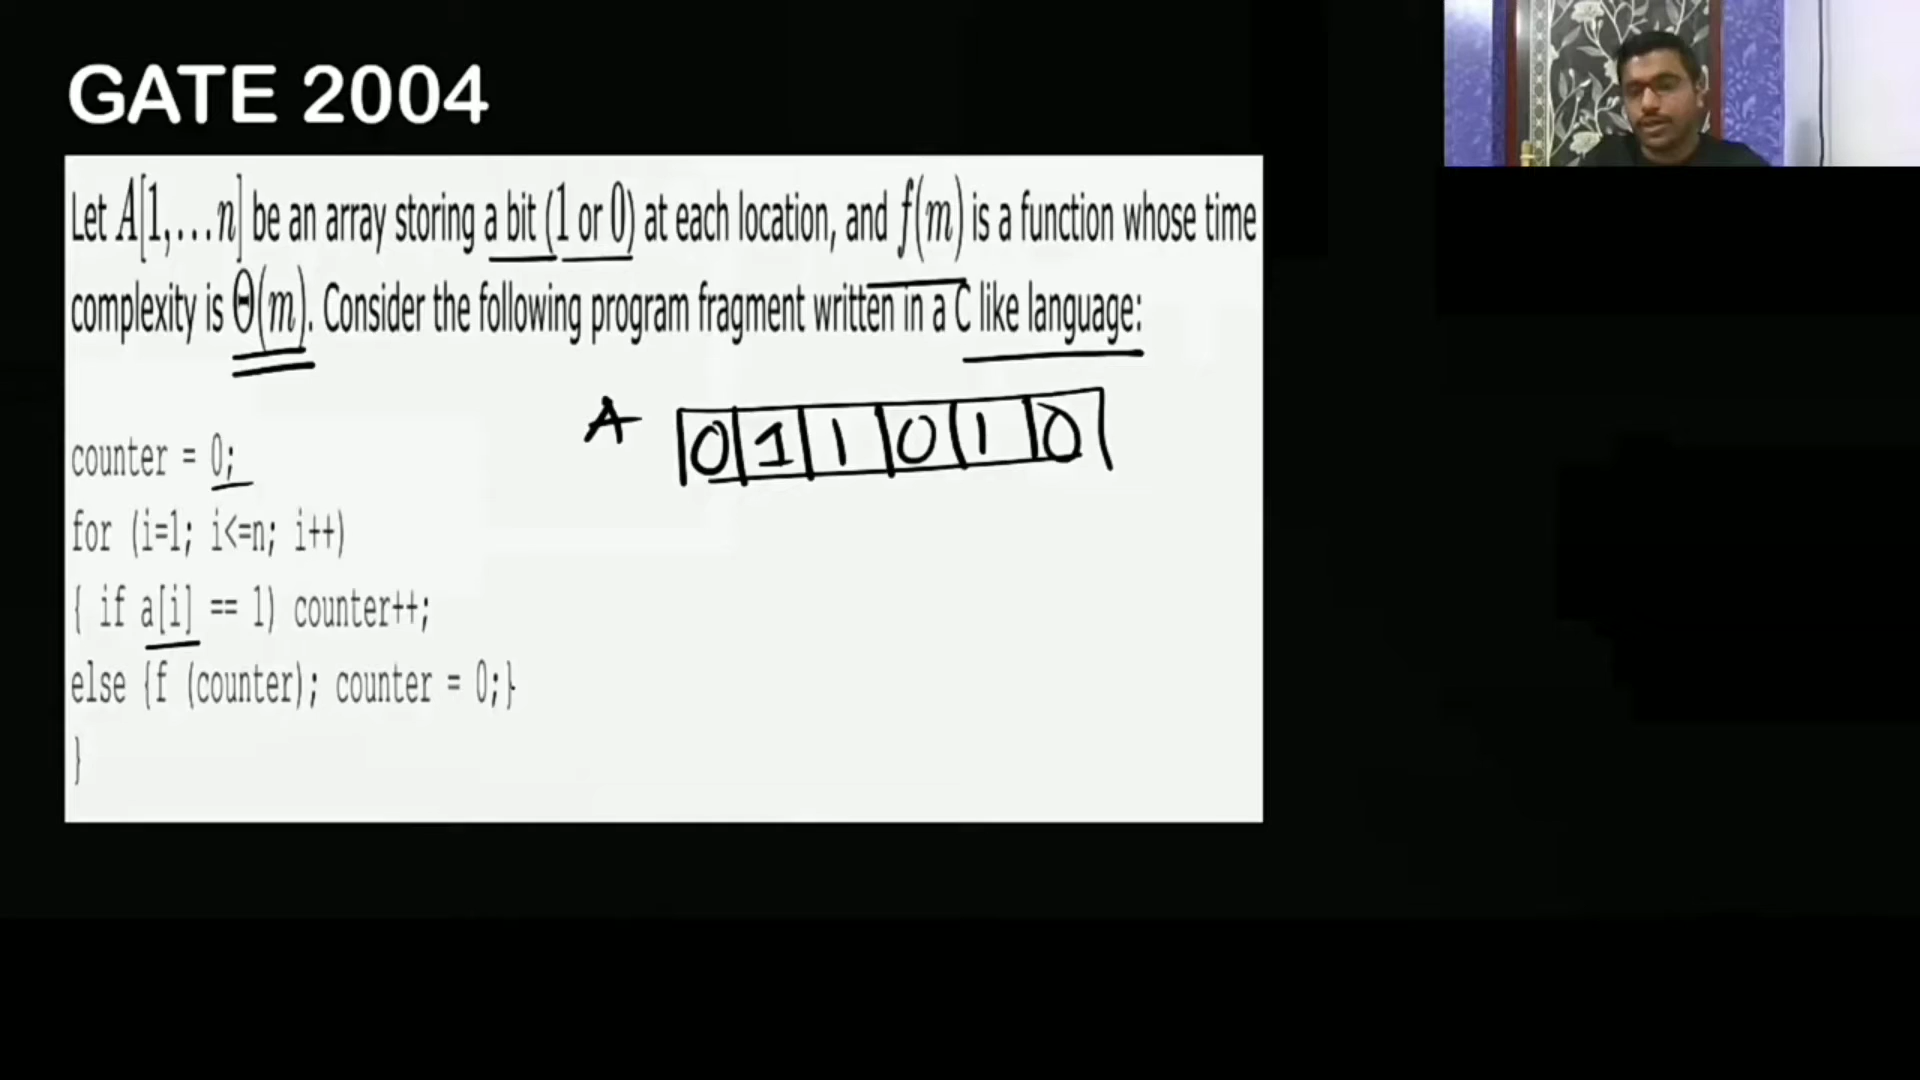 GATE 2004
Let A[1,...n] be an array storing a bit (1 or 0) at each location, and f(m) is a function whose time
complexity is Θ(m). Consider the following program fragment written in a C like language:
A 0 1 1 0 1 0
counter = 0;
for (i=1; i<=n; i++)
{ if a[i] == 1) counter++;
else {f (counter); counter = 0;}
}